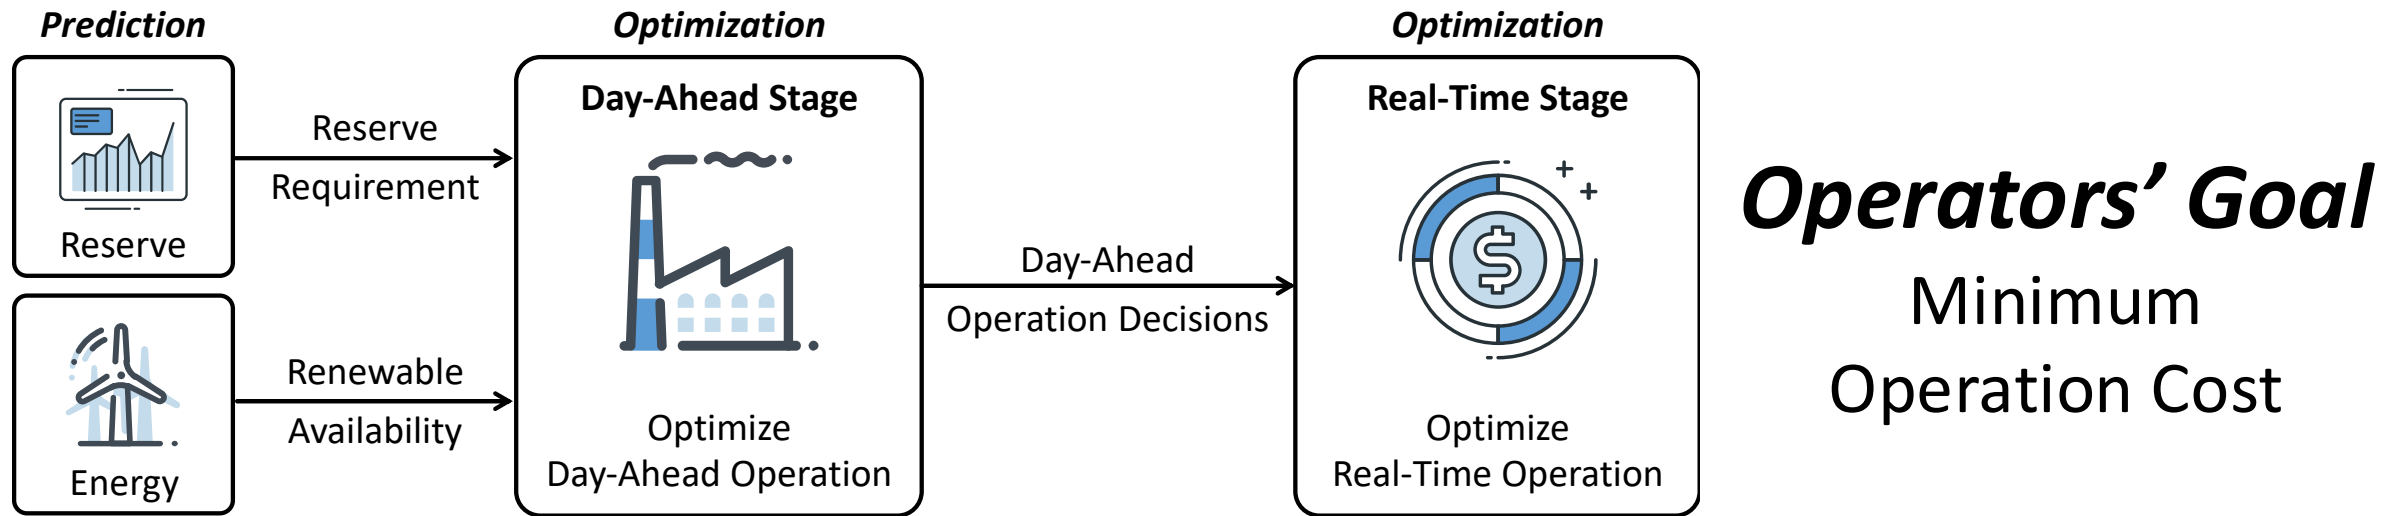 Prediction
Reserve
Energy
Reserve
Requirement
Renewable
Availability
Optimization
Day-Ahead Stage
Optimize
Day-Ahead Operation
Day-Ahead
Operation Decisions
Optimization
Real-Time Stage
$
Optimize
Real-Time Operation
Operators’ Goal
Minimum
Operation Cost